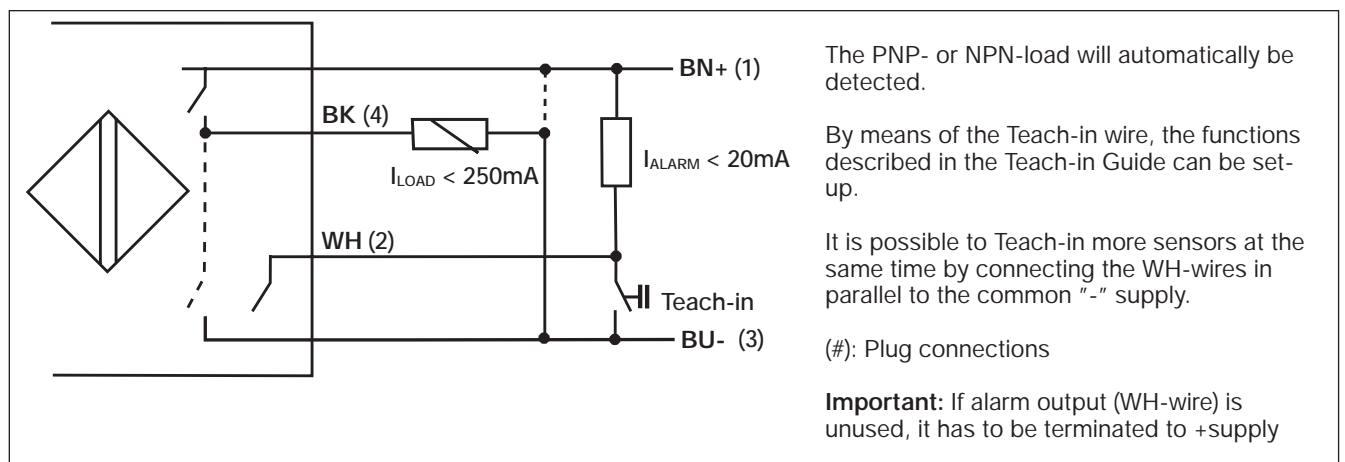 BN+ (1)
BK (4)
I_LOAD < 250mA
I_ALARM < 20mA
WH (2)
Teach-in
BU- (3)
The PNP- or NPN-load will automatically be
detected.
By means of the Teach-in wire, the functions
described in the Teach-in Guide can be set-
up.
It is possible to Teach-in more sensors at the
same time by connecting the WH-wires in
parallel to the common "-" supply.
(#): Plug connections
Important: If alarm output (WH-wire) is
unused, it has to be terminated to +supply